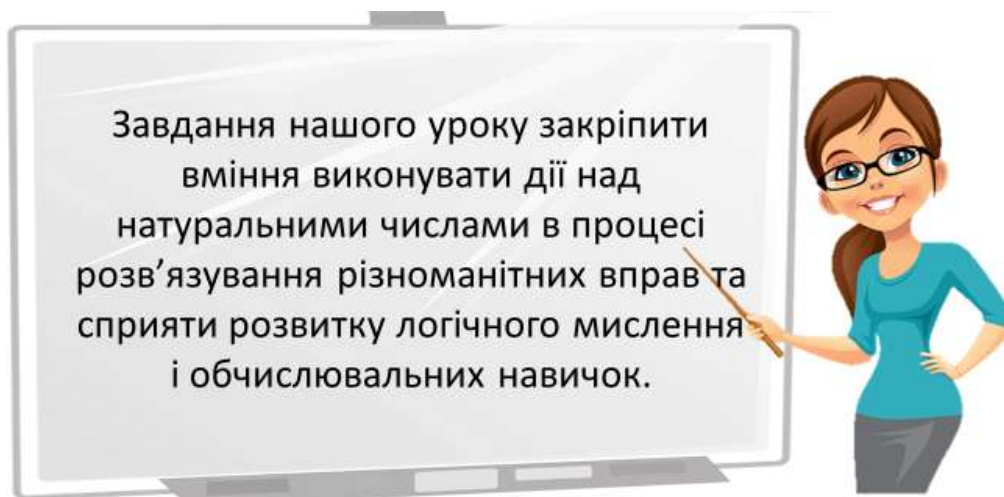 Завдання нашого уроку закріпити
вміння виконувати дії над
натуральними числами в процесі
розв’язування різноманітних вправ та
сприяти розвитку логічного мислення
і обчислювальних навичок.